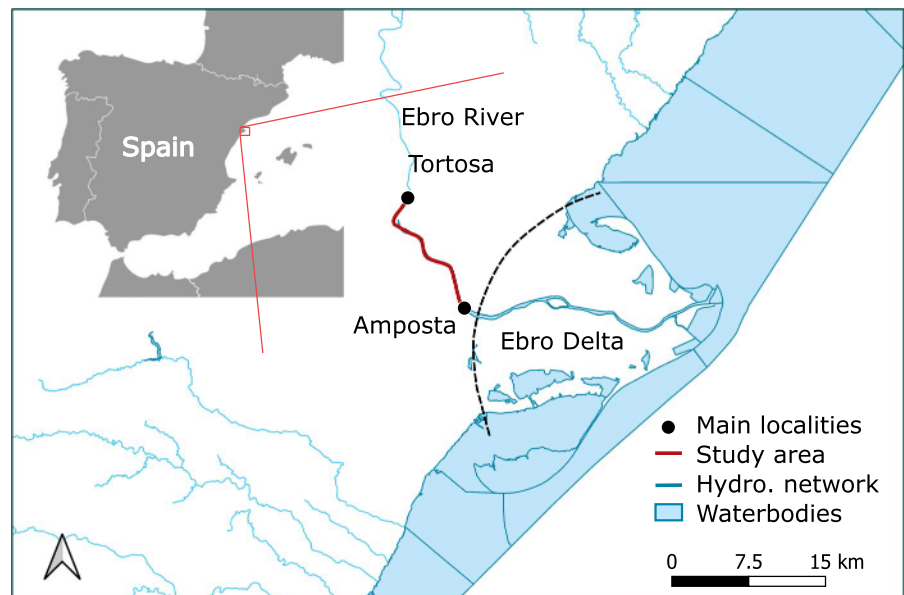 Ebro River
Spain
Tortosa
Amposta
Ebro Delta
Main localities
Study area
Hydro. network
Waterbodies
0 7.5 15 km